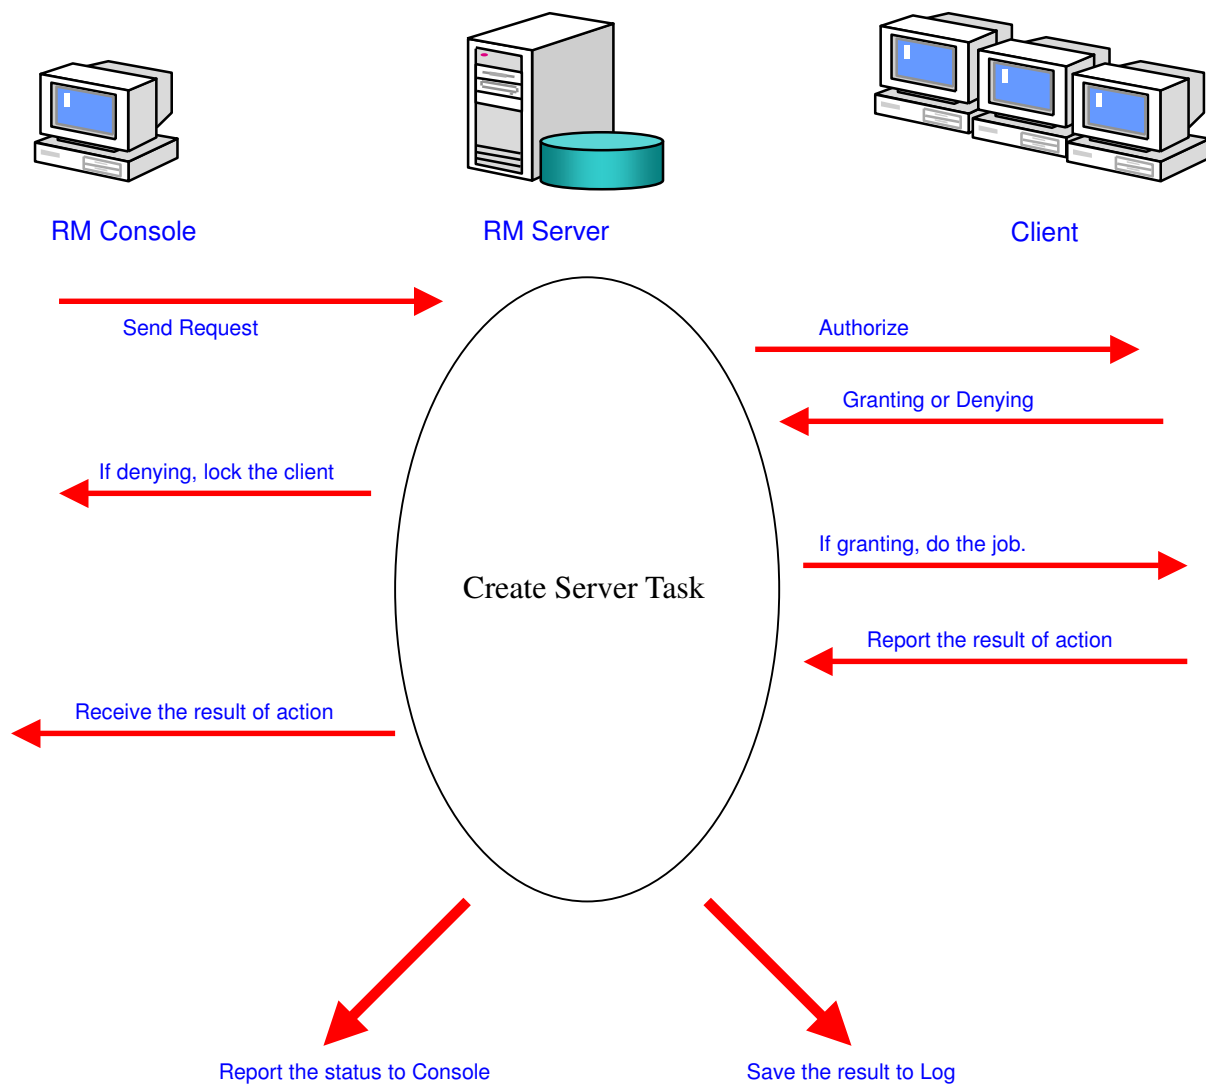 RM Console
RM Server
Client
Send Request
Authorize
Granting or Denying
If denying, lock the client
If granting, do the job.
Create Server Task
Report the result of action
Receive the result of action
Report the status to Console
Save the result to Log